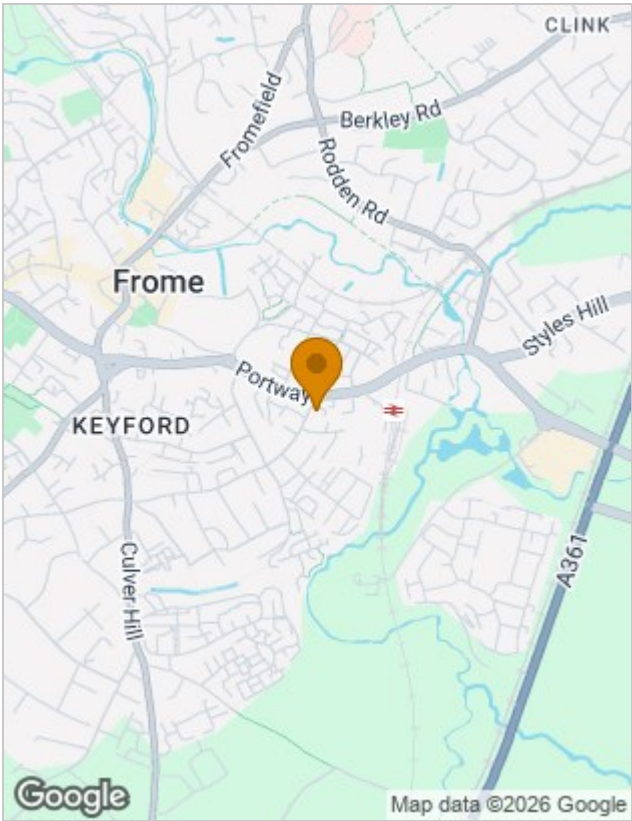 CLINK
Berkley Rd
Fromefield
Rodden Rd
Frome
Styles Hill
Portway
KEYFORD
A361
Culver Hill
Google
Map data ©2026 Google